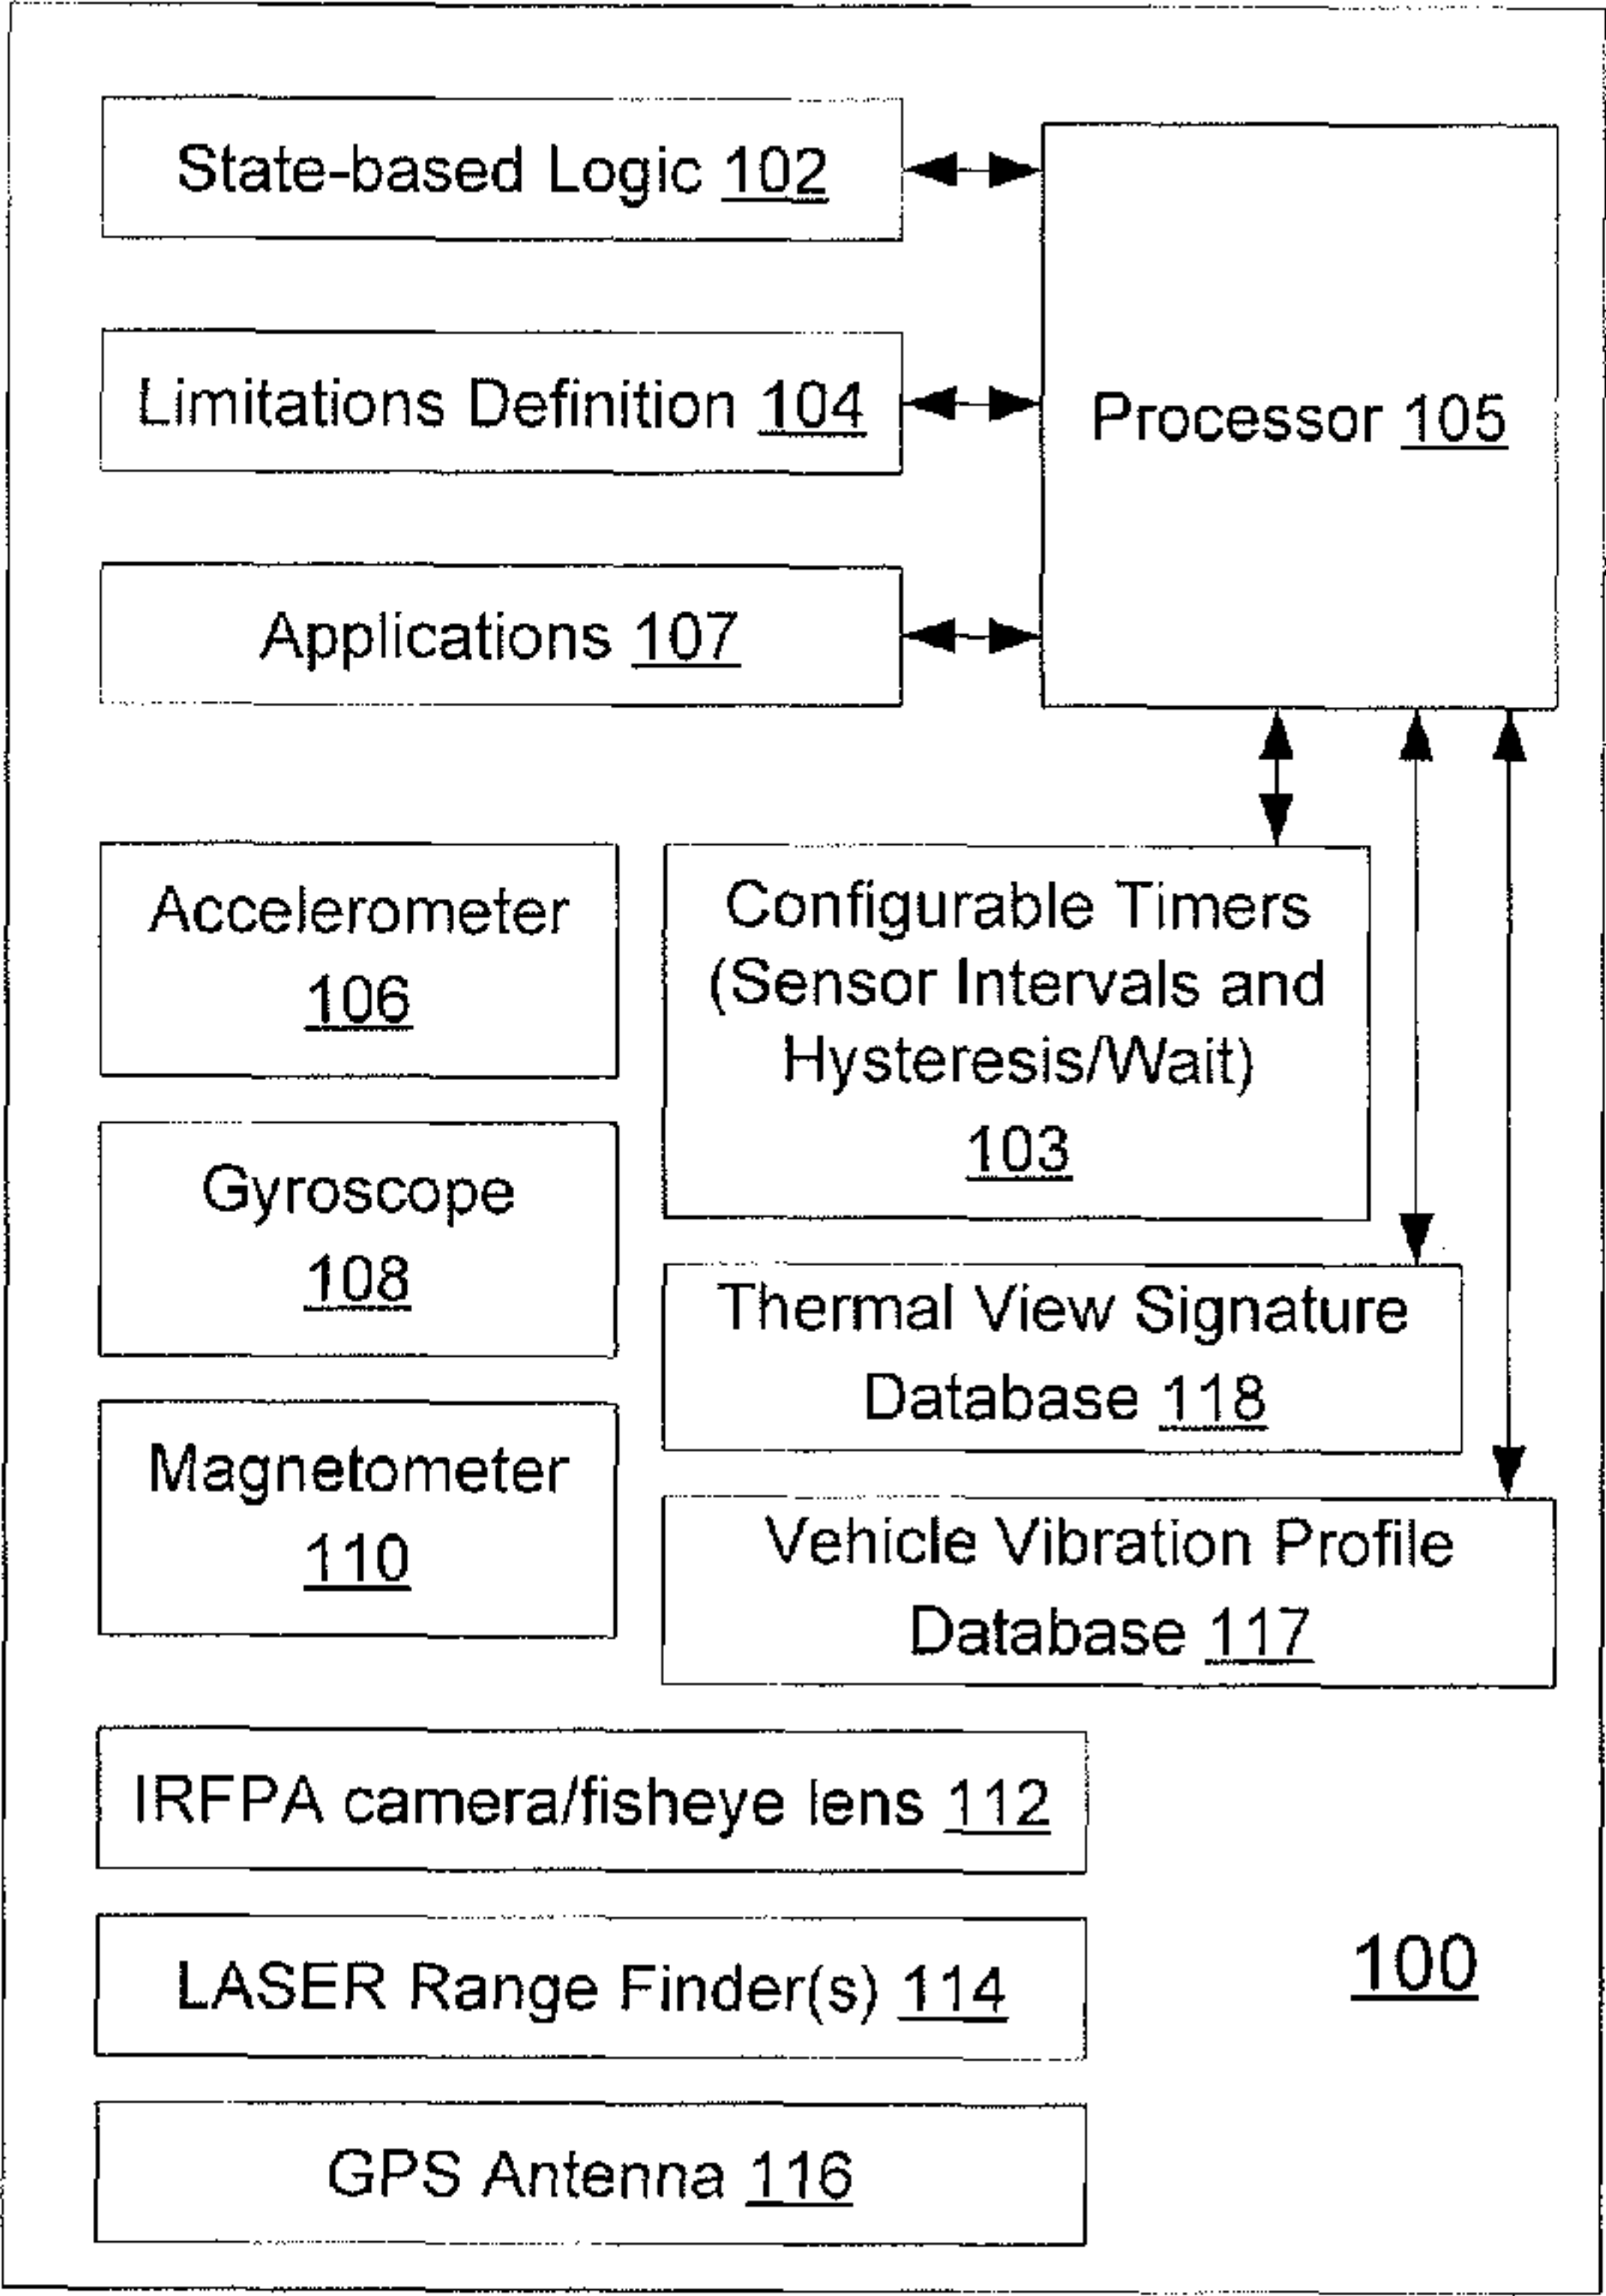 State-based Logic 102
Limitations Definition 104
Processor 105
Applications 107
Accelerometer
106
Configurable Timers
(Sensor Intervals and
Hysteresis/Wait)
103
Gyroscope
108
Thermal View Signature
Database 118
Magnetometer
110
Vehicle Vibration Profile
Database 117
IRFPA camera/fisheye lens 112
LASER Range Finder(s) 114
100
GPS Antenna 116